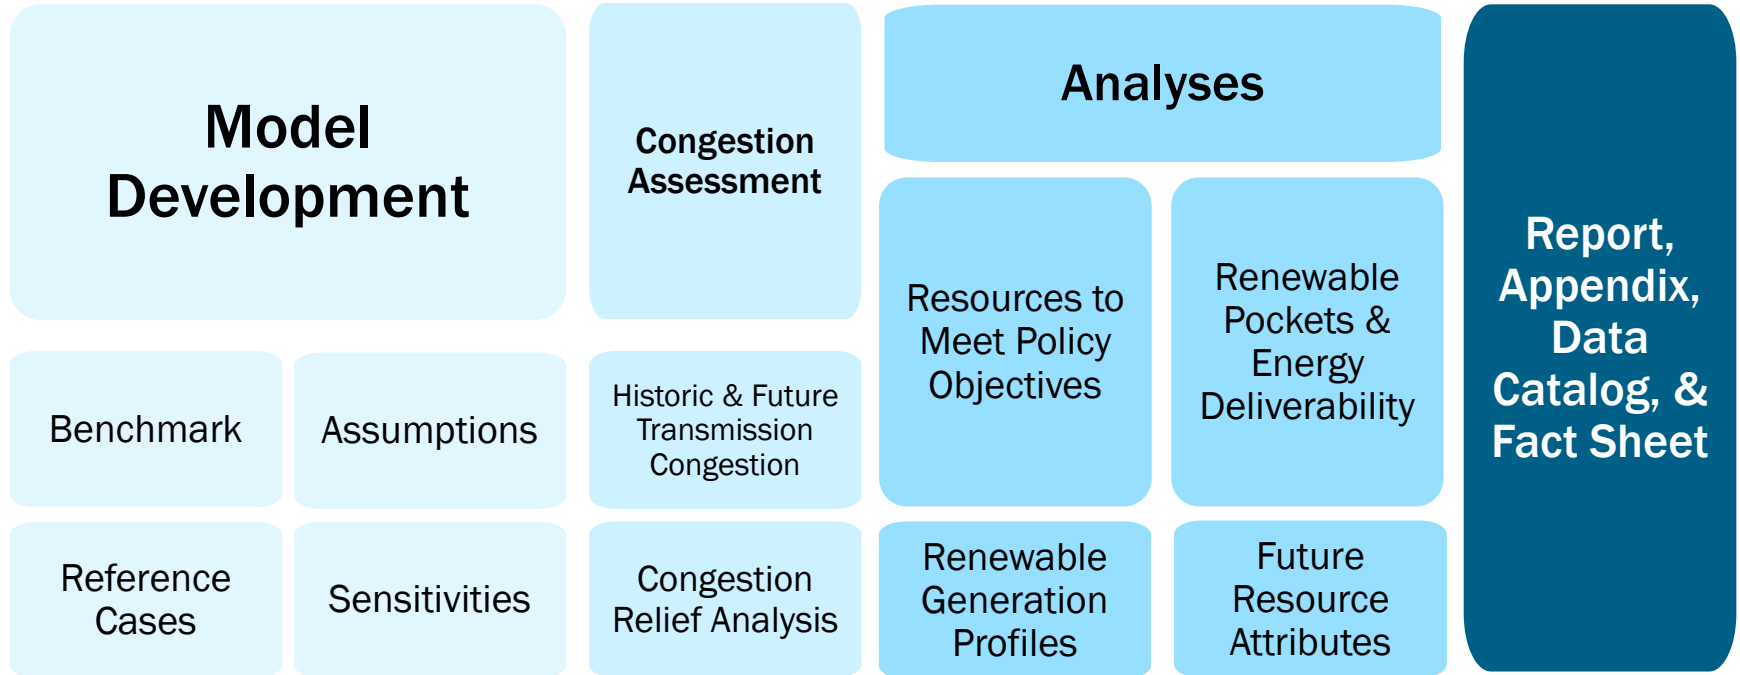 Model
Development
Benchmark
Assumptions
Reference
Cases
Sensitivities
Congestion
Assessment
Historic & Future
Transmission
Congestion
Congestion
Relief Analysis
Analyses
Resources to
Meet Policy
Objectives
Renewable
Pockets &
Energy
Deliverability
Renewable
Generation
Profiles
Future
Resource
Attributes
Report,
Appendix,
Data
Catalog, &
Fact Sheet